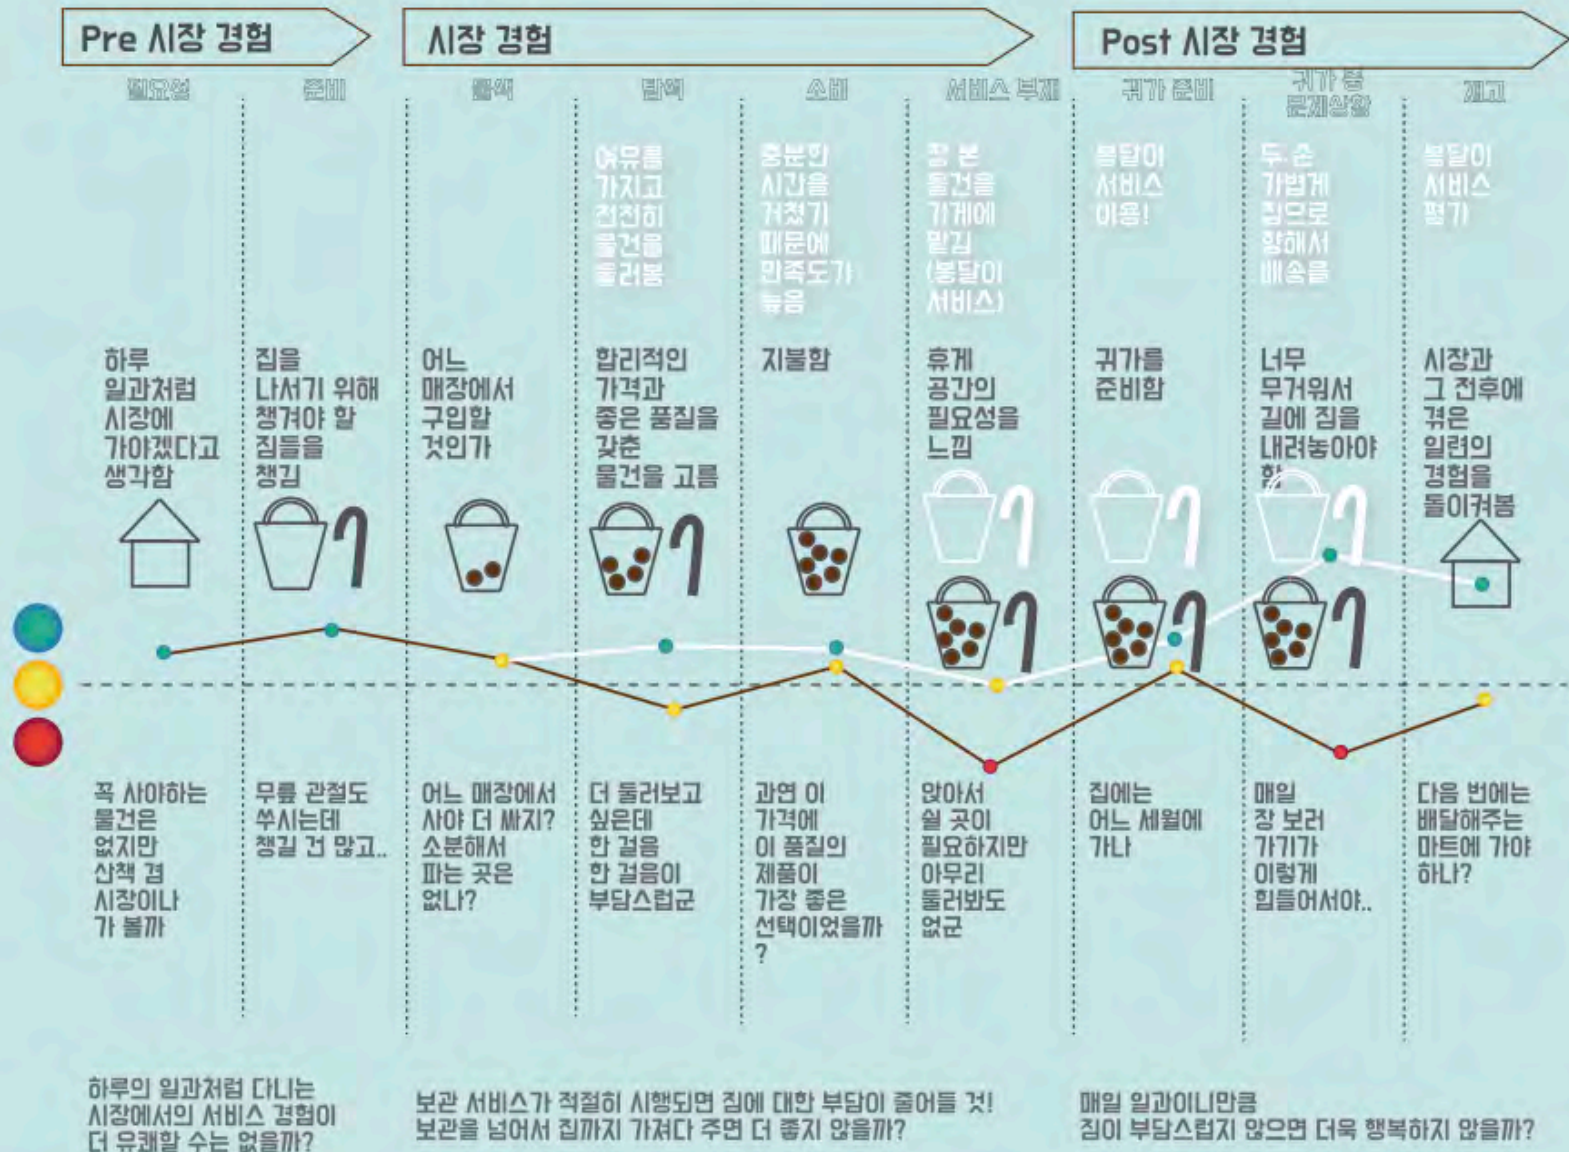 Pre 시장 경험
시장 경험
Post 시장 경험
필요성
준비
물색
탐색
소비
서비스 부재
귀가 준비
귀가 중
문제상황
재고
여유를
가지고
천천히
물건을
둘러봄
충분한
시간을
거쳤기
때문에
만족도가
높음
장 본
물건을
가게에
맡김
(봉달이
서비스)
봉달이
서비스
이용!
두 손
가볍게
집으로
향해서
배송을
봉달이
서비스
평가
하루
일과처럼
시장에
가야겠다고
생각함
집을
나서기 위해
챙겨야 할
짐들을
챙김
어느
매장에서
구입할
것인가
합리적인
가격과
좋은 품질을
갖춘
물건을 고름
지불함
휴게
공간의
필요성을
느낌
귀가를
준비함
너무
무거워서
길에 짐을
내려놓아야
함
시장과
그 전후에
겪은
일련의
경험을
돌이켜봄
꼭 사야하는
물건은
없지만
산책 겸
시장이나
가 볼까
무릎 관절도
쑤시는데
챙길 건 많고..
어느 매장에서
사야 더 싸지?
소분해서
파는 곳은
없나?
더 둘러보고
싶은데
한 걸음
한 걸음이
부담스럽군
과연 이
가격에
이 품질의
제품이
가장 좋은
선택이었을까
?
앉아서
쉴 곳이
필요하지만
아무리
둘러봐도
없군
집에는
어느 세월에
가나
매일
장 보러
가기가
이렇게
힘들어서야..
다음 번에는
배달해주는
마트에 가야
하나?
하루의 일과처럼 다니는
시장에서의 서비스 경험이
더 유쾌할 수는 없을까?
보관 서비스가 적절히 시행되면 짐에 대한 부담이 줄어들 것!
보관을 넘어서 집까지 가져다 주면 더 좋지 않을까?
매일 일과이니만큼
짐이 부담스럽지 않으면 더욱 행복하지 않을까?